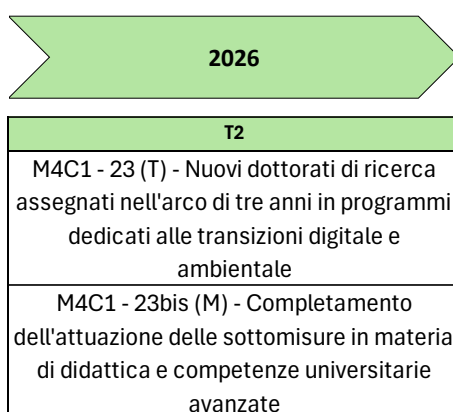 2026
T2
M4C1 - 23 (T) - Nuovi dottorati di ricerca
assegnati nell'arco di tre anni in programmi
dedicati alle transizioni digitale e
ambientale
M4C1 - 23bis (M) - Completamento
dell'attuazione delle sottomisure in materia
di didattica e competenze universitarie
avanzate